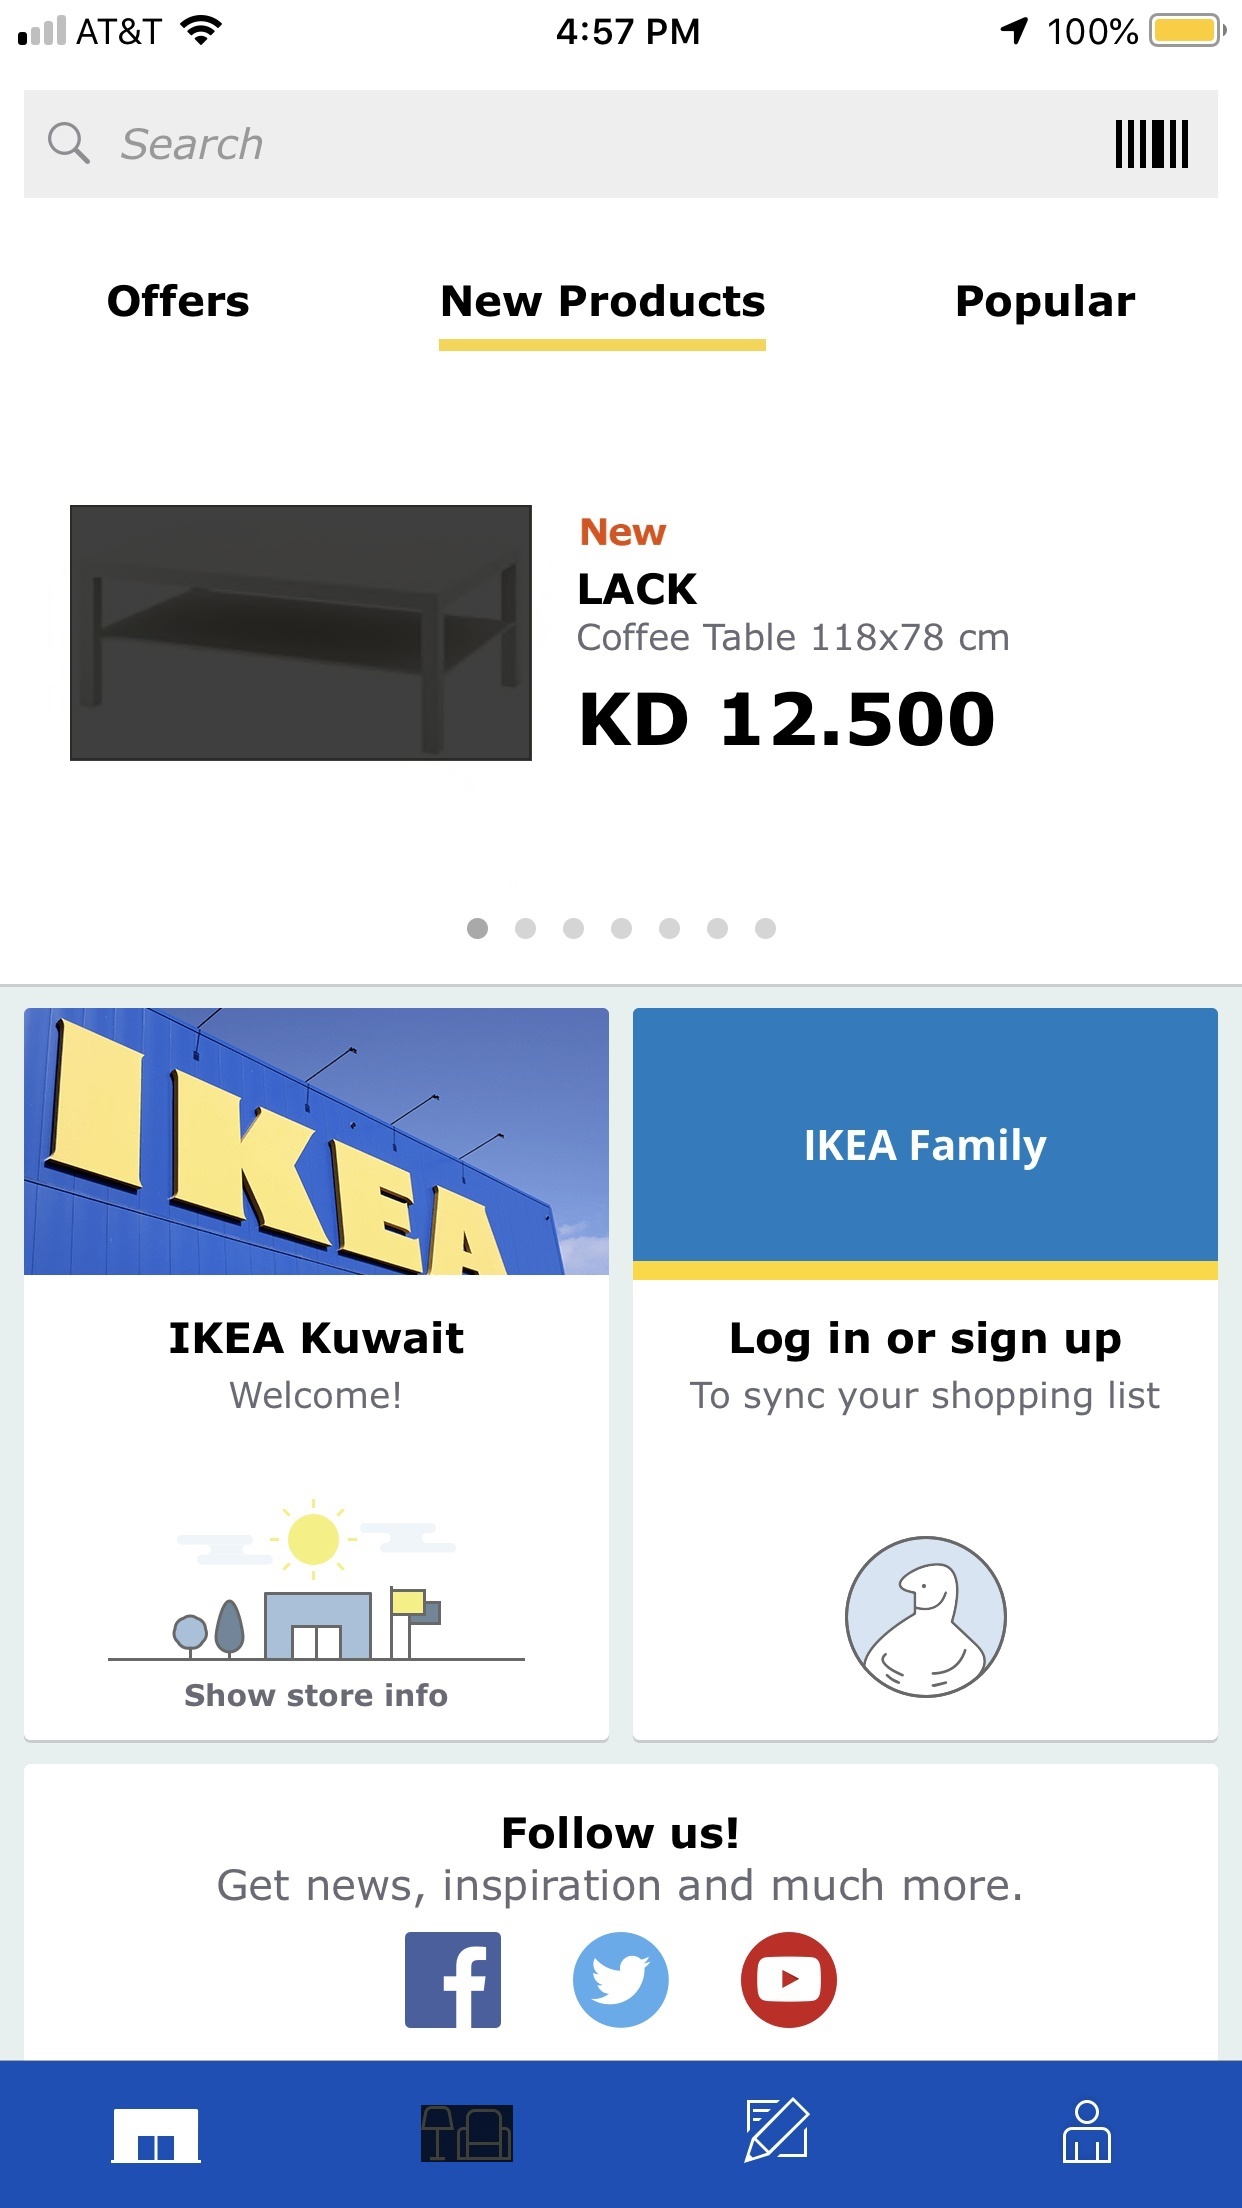 AT&T 4:57 PM 100%
Search
Offers New Products Popular
New
LACK
Coffee Table 118x78 cm
KD 12.500
IKEA
IKEA Family
IKEA Kuwait
Welcome!
Show store info
Log in or sign up
To sync your shopping list
Follow us!
Get news, inspiration and much more.